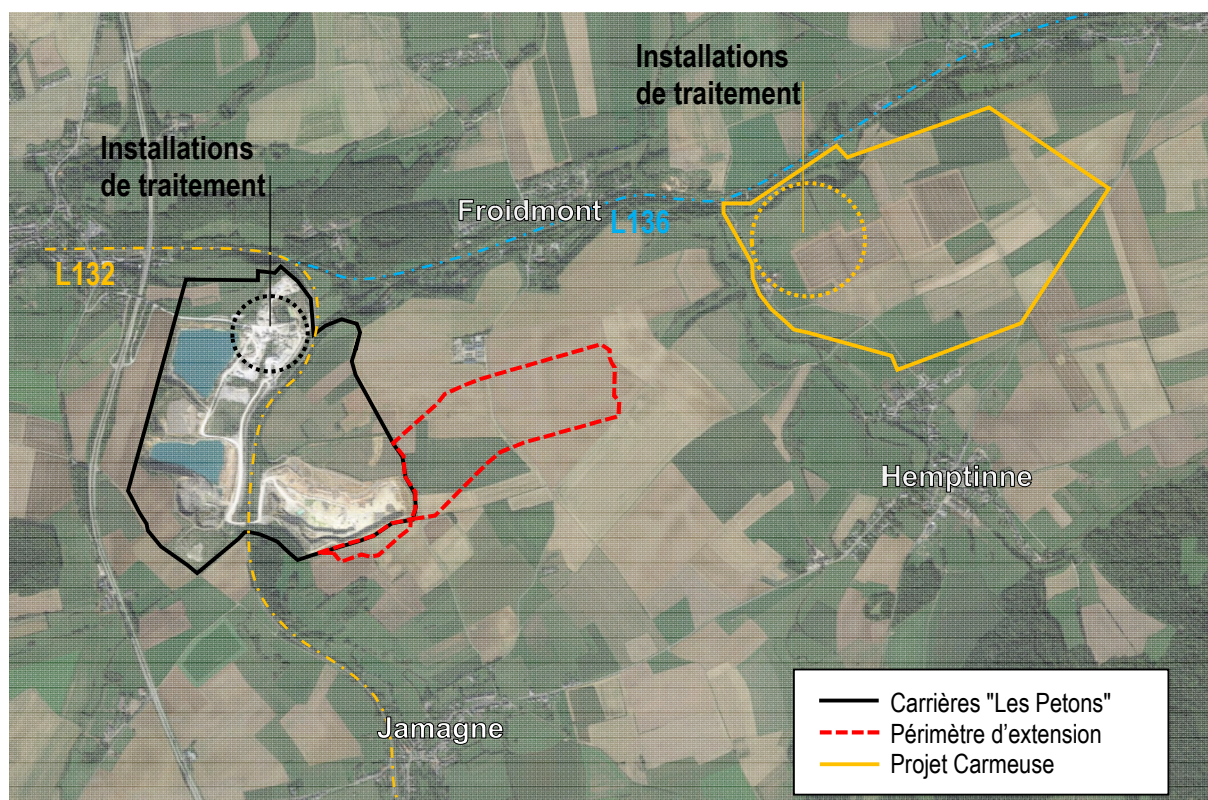 Installations
de traitement
Installations
de traitement
Froidmont
L136
L132
Hemptinne
Jamagne
Carrières "Les Petons"
Périmètre d’extension
Projet Carmeuse